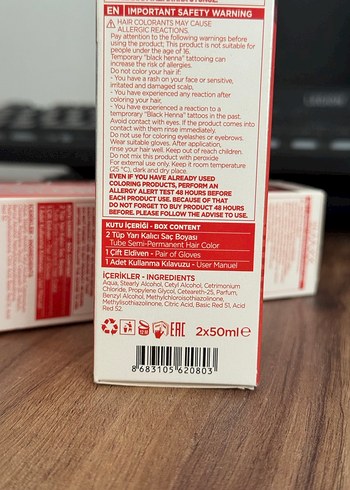 EN | IMPORTANT SAFETY WARNING
HAIR COLORANTS MAY CAUSE
ALLERGIC REACTIONS.
Pay attention to the following warnings before
using the product; This product is not suitable for
people under the age of 16.
Temporary "black henna" tattooing can
increase the risk of allergies.
Do not color your hair if:
- You have a rash on your face or sensitive,
irritated and damaged scalp,
- You have experienced any reaction after
coloring your hair,
- You have experienced a reaction to a
temporary "Black Henna" tattoos in the past.
Avoid contact with eyes. If the product comes into
contact with them rinse immediately.
Do not use for coloring eyelashes or eyebrows.
Wear suitable gloves. After application,
rinse your hair well. Keep out of reach children.
Do not mix this product with peroxide
For external use only. Keep it room temperature
(25 °C), dark and dry place.
EVEN IF YOU HAVE ALREADY USED
COLORING PRODUCTS, PERFORM AN
ALLERGY ALERT TEST 48 HOURS BEFORE
EACH PRODUCT USE. BECAUSE OF THAT
DO NOT FORGET TO BUY PRODUCT 48 HOURS
BEFORE. PLEASE FOLLOW THE ADVISE TO USE.
KUTU İÇERİĞİ - BOX CONTENT
2 Tüp Yarı Kalıcı Saç Boyası
Tube Semi-Permanent Hair Color
1 Çift Eldiven - Pair of Gloves
1 Adet Kullanma Kılavuzu - User Manuel
İÇERİKLER - INGREDIENTS
Aqua, Stearly Alcohol, Cetyl Alcohol, Cetrimonium
Chloride, Propylene Glycol, Ceteareth-25, Parfum,
Benzyl Alcohol, Methylchloroisothiazolinone,
Methylisothiazolinone, Citric Acid, Basic Red 51, Acid
Red 52.
EAC 2x50ml e
8 683105 620803